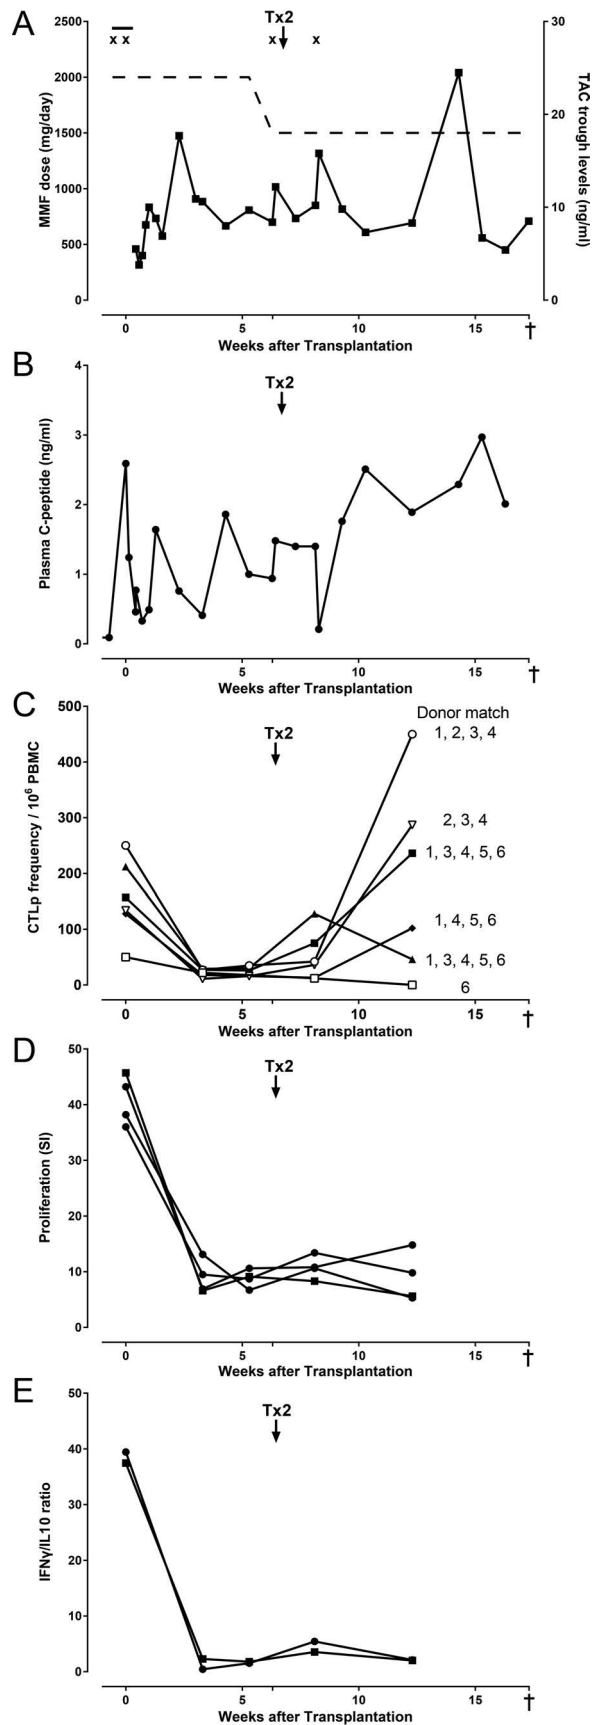 A
Tx2
x x
x
x
2500
2000
1500
1000
500
0
MMF dose (mg/day)
30
20
10
0
TAC trough levels (ng/ml)
0
5
10
15
†
Weeks after Transplantation
B
Tx2
4
3
2
1
0
Plasma C-peptide (ng/ml)
0
5
10
15
†
Weeks after Transplantation
C
Tx2
Donor match
1, 2, 3, 4
2, 3, 4
1, 3, 4, 5, 6
1, 4, 5, 6
1, 3, 4, 5, 6
6
500
400
300
200
100
0
CTLp frequency / 10⁶ PBMC
0
5
10
15
†
Weeks after Transplantation
D
Tx2
50
40
30
20
10
0
Proliferation (SI)
0
5
10
15
†
Weeks after Transplantation
E
Tx2
50
40
30
20
10
0
IFNγ/IL10 ratio
0
5
10
15
†
Weeks after Transplantation